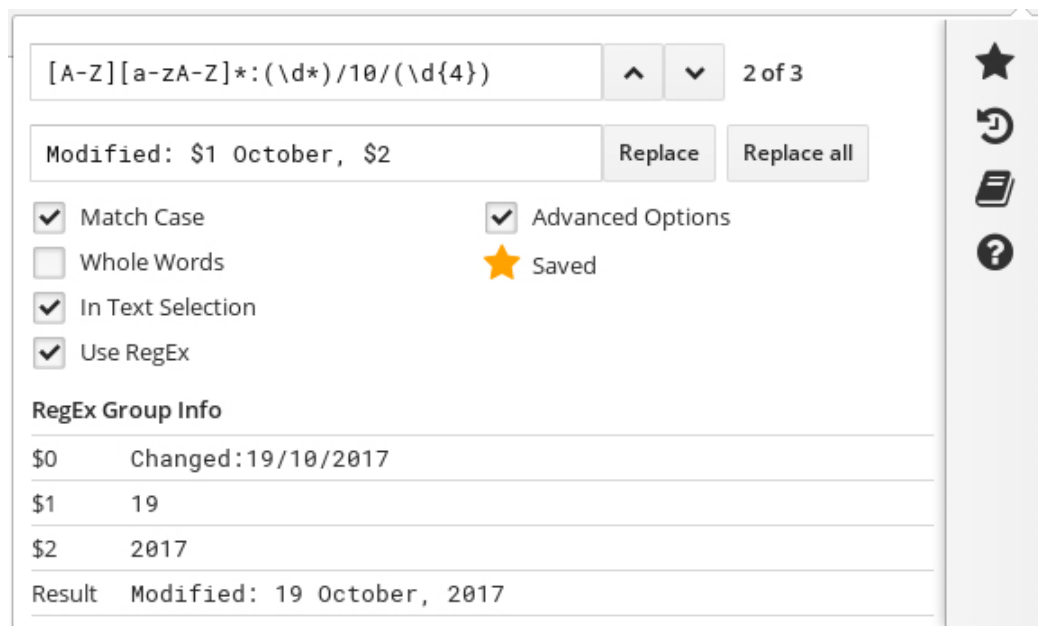 [A-Z][a-zA-Z]*:(\d*)/10/(\d{4}) 2 of 3
Modified: $1 October, $2 Replace Replace all
Match Case Advanced Options
Whole Words Saved
In Text Selection
Use RegEx
RegEx Group Info
$0 Changed:19/10/2017
$1 19
$2 2017
Result Modified: 19 October, 2017